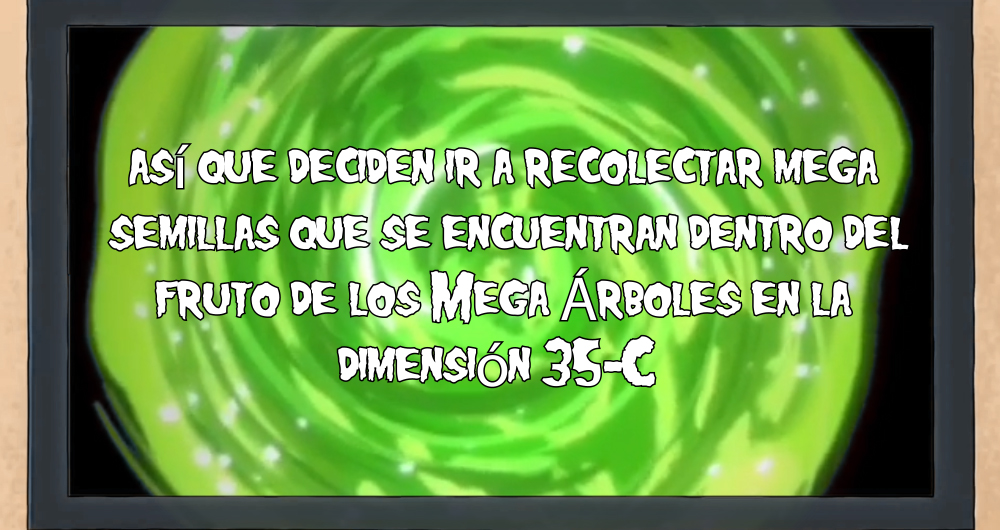 así que deciden ir a recolectar mega
semillas que se encuentran dentro del
fruto de los Mega Árboles en la
dimensión 35-C